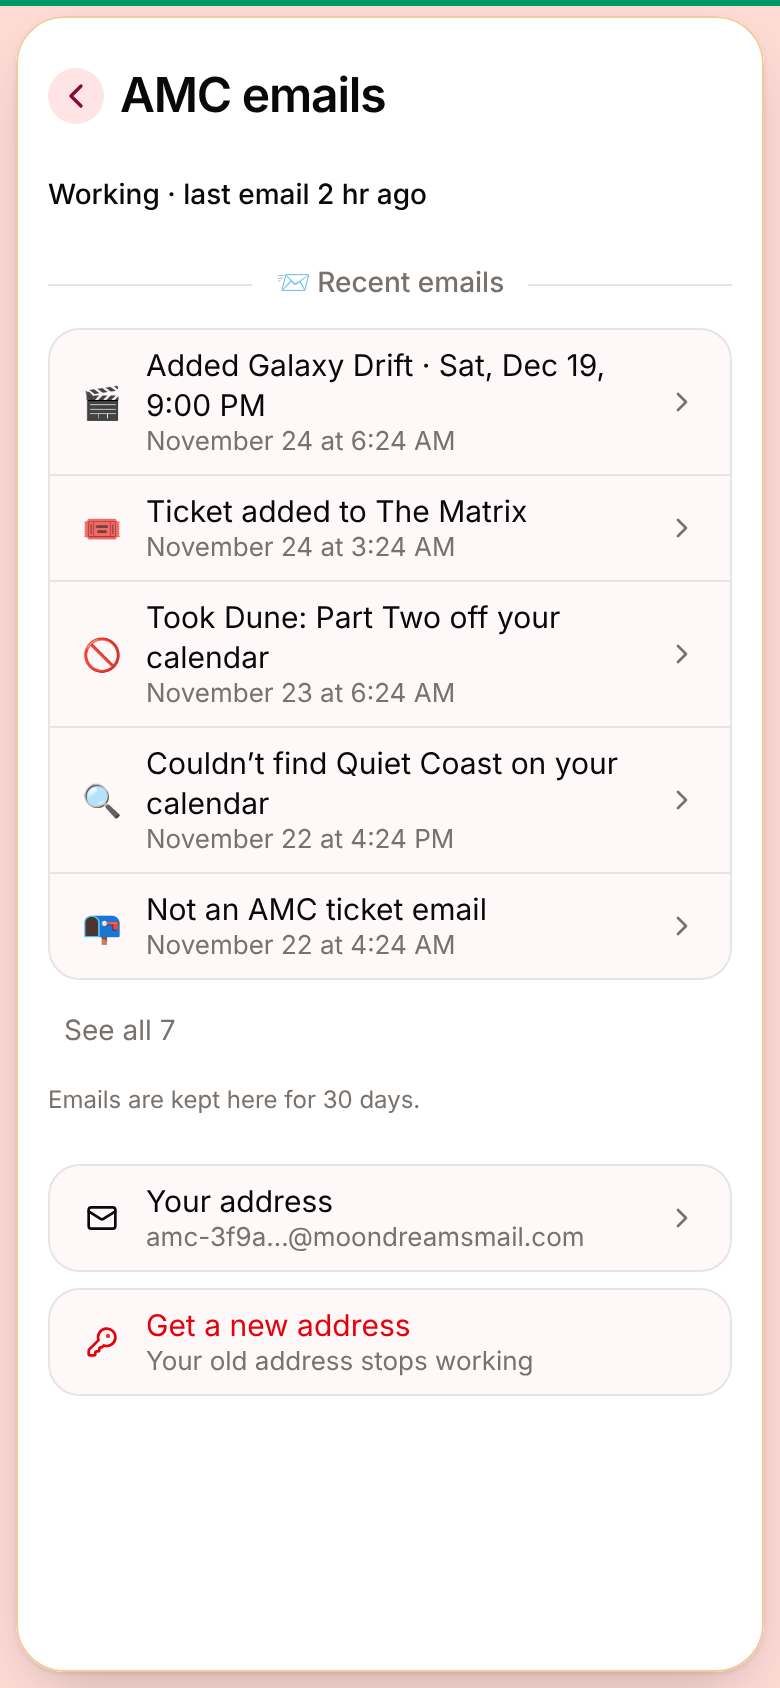 AMC emails
Working · last email 2 hr ago
📨 Recent emails
Added Galaxy Drift · Sat, Dec 19,
9:00 PM
November 24 at 6:24 AM
Ticket added to The Matrix
November 24 at 3:24 AM
Took Dune: Part Two off your
calendar
November 23 at 6:24 AM
Couldn’t find Quiet Coast on your
calendar
November 22 at 4:24 PM
Not an AMC ticket email
November 22 at 4:24 AM
See all 7
Emails are kept here for 30 days.
Your address
amc-3f9a...@moondreamsmail.com
Get a new address
Your old address stops working